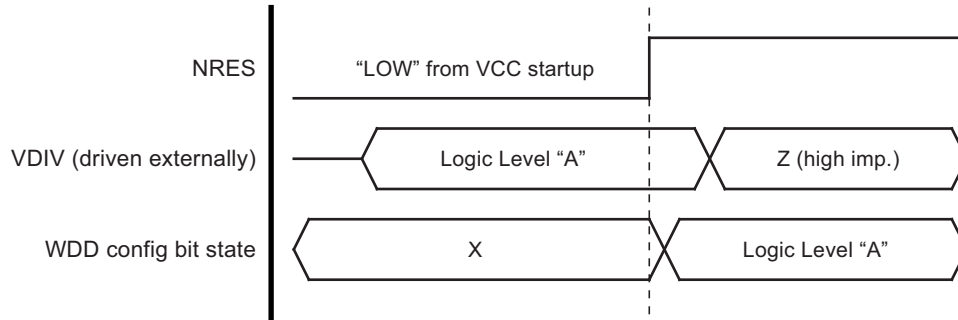 NRES
“LOW” from VCC startup
VDIV (driven externally)
Logic Level “A”
Z (high imp.)
WDD config bit state
X
Logic Level “A”